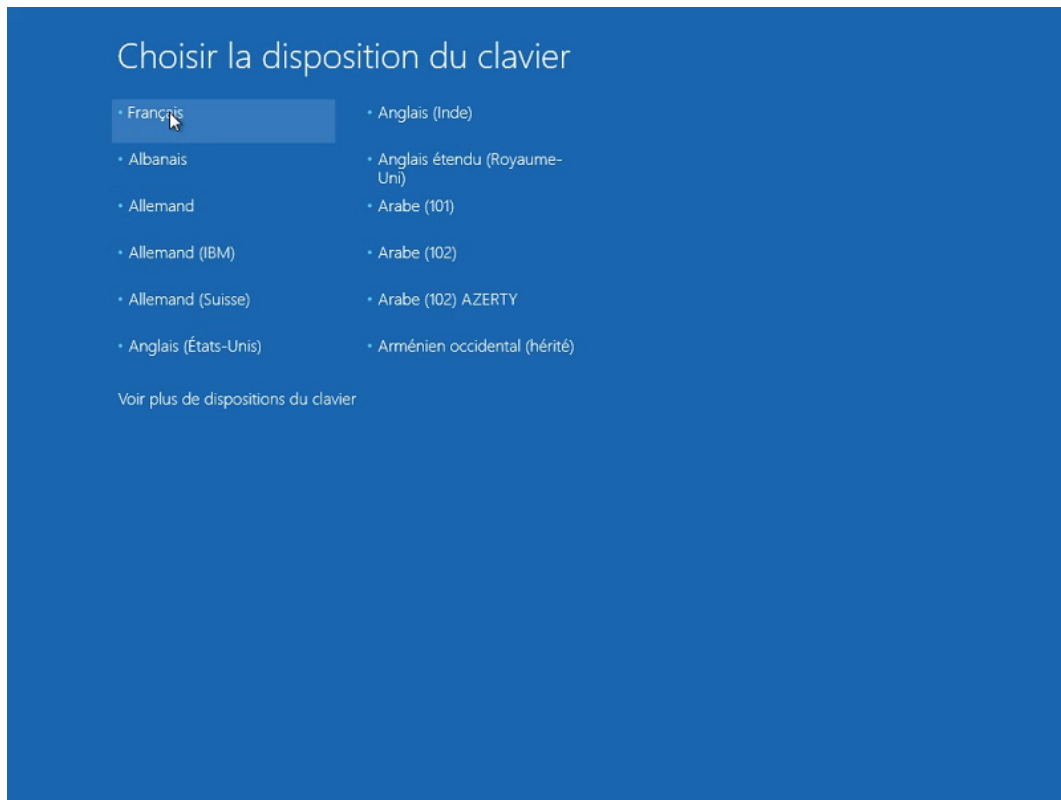 Choisir la disposition du clavier
Français
Albanais
Allemand
Allemand (IBM)
Allemand (Suisse)
Anglais (États-Unis)
Anglais (Inde)
Anglais étendu (Royaume-
Uni)
Arabe (101)
Arabe (102)
Arabe (102) AZERTY
Arménien occidental (hérité)
Voir plus de dispositions du clavier